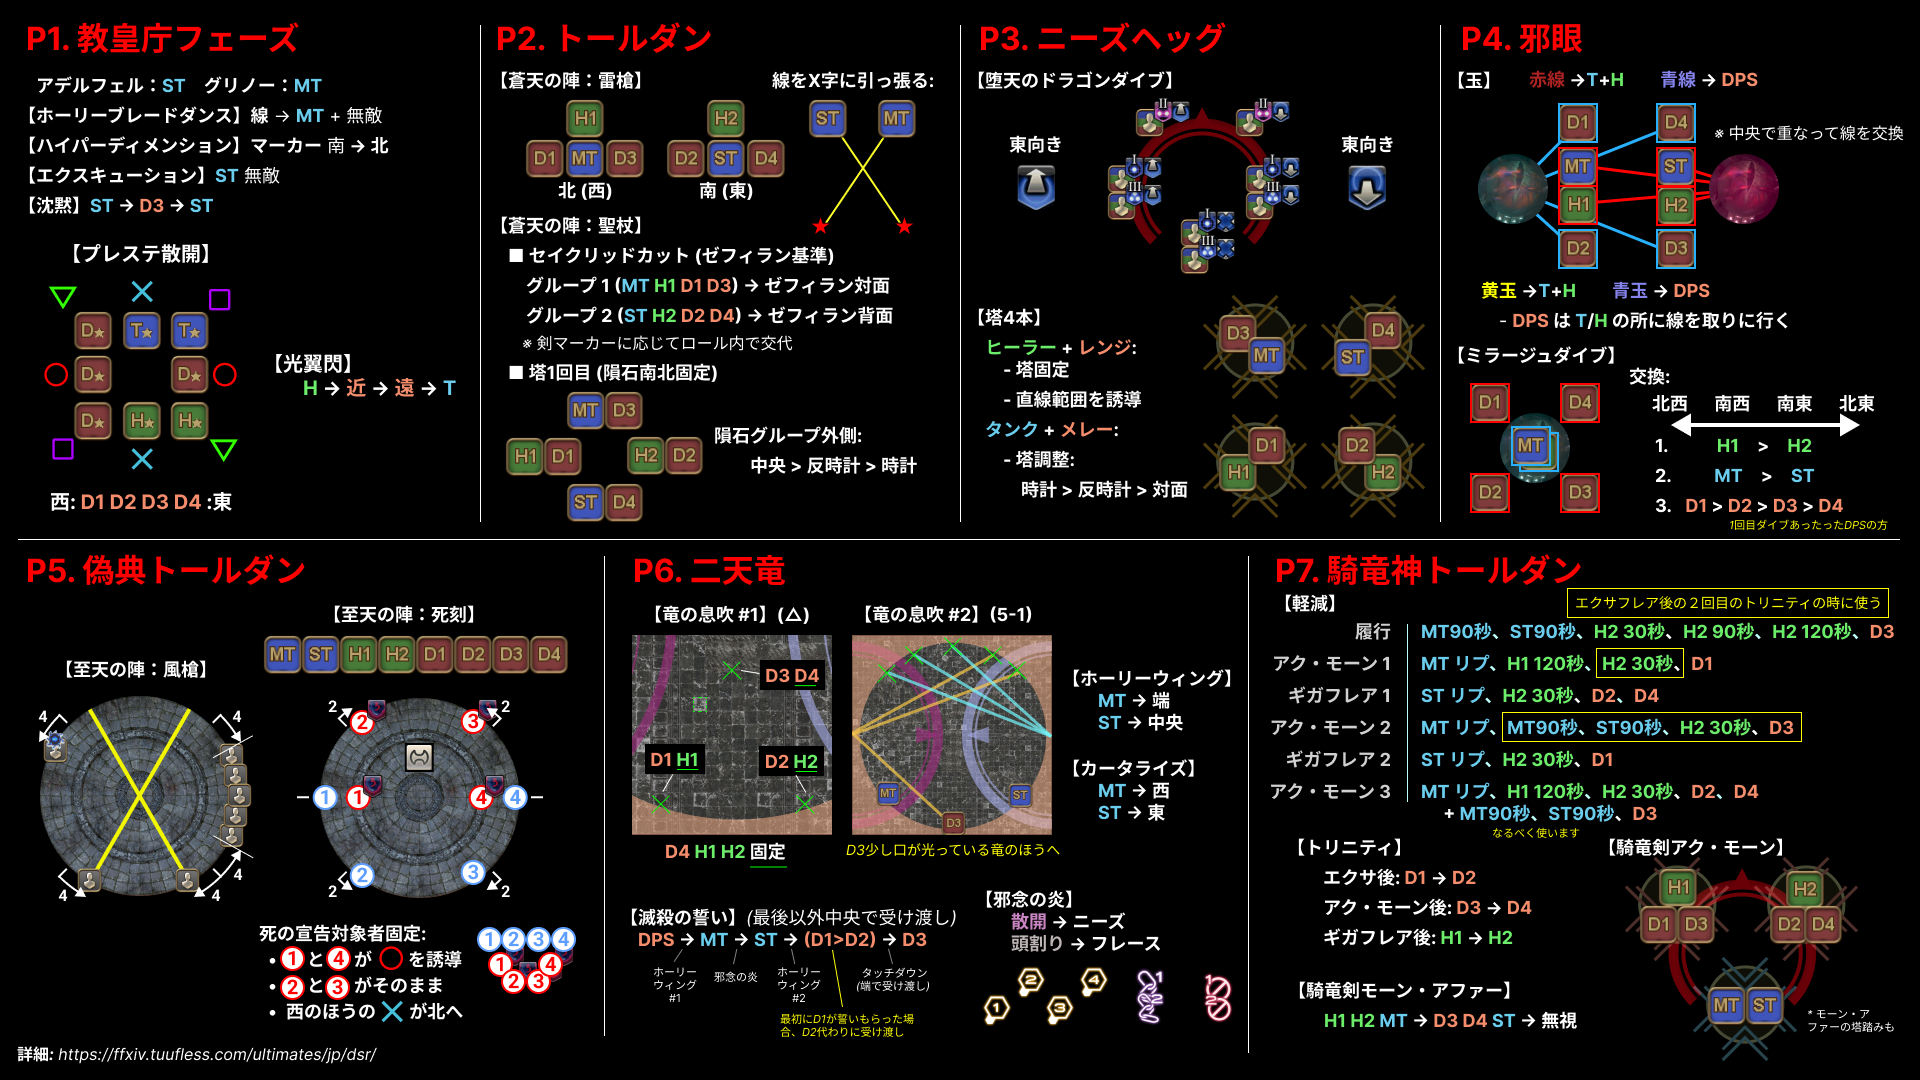 P1. 教皇庁フェーズ
アデルフェル：ST グリノー：MT
【ホーリーブレードダンス】線 → MT + 無敵
【ハイパーディメンション】マーカー 南 → 北
【エクスキューション】ST 無敵
【沈黙】ST → D3 → ST
【プレステ散開】
D★ T★ T★
D★ D★
D★ H★ H★
【光翼閃】
H → 近 → 遠 → T
西: D1 D2 D3 D4 :東
P2. トールダン
【蒼天の陣：雷槍】
線をX字に引っ張る:
H1 H2 ST MT
D1 MT D3 D2 ST D4
北 (西) 南 (東)
【蒼天の陣：聖杖】
■ セイクリッドカット (ゼフィラン基準)
グループ 1 (MT H1 D1 D3) → ゼフィラン対面
グループ 2 (ST H2 D2 D4) → ゼフィラン背面
※ 剣マーカーに応じてロール内で交代
■ 塔1回目 (隕石南北固定)
MT D3
H1 D1 H2 D2
ST D4
隕石グループ外側:
中央 > 反時計 > 時計
P3. ニーズヘッグ
【堕天のドラゴンダイブ】
II II
東向き 東向き
I I
III III
I
III
【塔4本】
ヒーラー + レンジ:
- 塔固定
- 直線範囲を誘導
タンク + メレー:
- 塔調整:
時計 > 反時計 > 対面
D3 MT D4 ST
D1 H1 D2 H2
P4. 邪眼
【玉】 赤線 →T+H 青線 → DPS
D1 D4
MT ST
H1 H2
D2 D3
※ 中央で重なって線を交換
黄玉 →T+H 青玉 → DPS
- DPS は T/H の所に線を取りに行く
【ミラージュダイブ】
D1 D4
MT
D2 D3
交換:
北西 南西 南東 北東
1. H1 > H2
2. MT > ST
3. D1 > D2 > D3 > D4
1回目ダイブあったったDPSの方
P5. 偽典トールダン
【至天の陣：死刻】
MT ST H1 H2 D1 D2 D3 D4
【至天の陣：風槍】
4 4
4
4 4
2 2 3 2
1 1 4 4
2 2 3 2
死の宣告対象者固定:
• 1 と 4 が ○ を誘導
• 2 と 3 がそのまま
• 西のほうの ✕ が北へ
1 2 3 4
1 4
2 3
詳細: https://ffxiv.tuufless.com/ultimates/jp/dsr/
P6. 二天竜
【竜の息吹 #1】(△)
D3 D4
D1 H1 D2 H2
D4 H1 H2 固定
【竜の息吹 #2】(5-1)
MT ST
D3
D3少し口が光っている竜のほうへ
【ホーリーウィング】
MT → 端
ST → 中央
【カータライズ】
MT → 西
ST → 東
【滅殺の誓い】(最後以外中央で受け渡し)
DPS → MT → ST → (D1>D2) → D3
ホーリーウィング #1
邪念の炎
ホーリーウィング #2
タッチダウン (端で受け渡し)
最初にD1が誓いもらった場
合、D2代わりに受け渡し
【邪念の炎】
散開 → ニーズ
頭割り → フレース
1 2 3 4
P7. 騎竜神トールダン
【軽減】
エクサフレア後の２回目のトリニティの時に使う
履行 MT90秒、ST90秒、H2 30秒、H2 90秒、H2 120秒、D3
アク・モーン 1 MT リプ、H1 120秒、H2 30秒、D1
ギガフレア 1 ST リプ、H2 30秒、D2、D4
アク・モーン 2 MT リプ、MT90秒、ST90秒、H2 30秒、D3
ギガフレア 2 ST リプ、H2 30秒、D1
アク・モーン 3 MT リプ、H1 120秒、H2 30秒、D2、D4
+ MT90秒、ST90秒、D3
なるべく使います
【トリニティ】
エクサ後: D1 → D2
アク・モーン後: D3 → D4
ギガフレア後: H1 → H2
【騎竜剣モーン・アファー】
H1 H2 MT → D3 D4 ST → 無視
【騎竜剣アク・モーン】
H1 H2
D1 D3 D2 D4
MT ST
* モーン・ア
ファーの塔踏みも